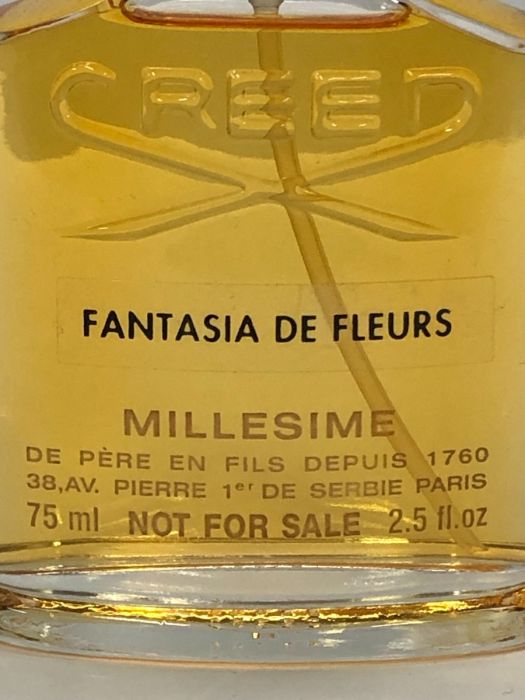 CREED
FANTASIA DE FLEURS
MILLESIME
DE PÈRE EN FILS DEPUIS 1760
38,AV. PIERRE 1er DE SERBIE PARIS
75 ml NOT FOR SALE 2.5 fl.oz